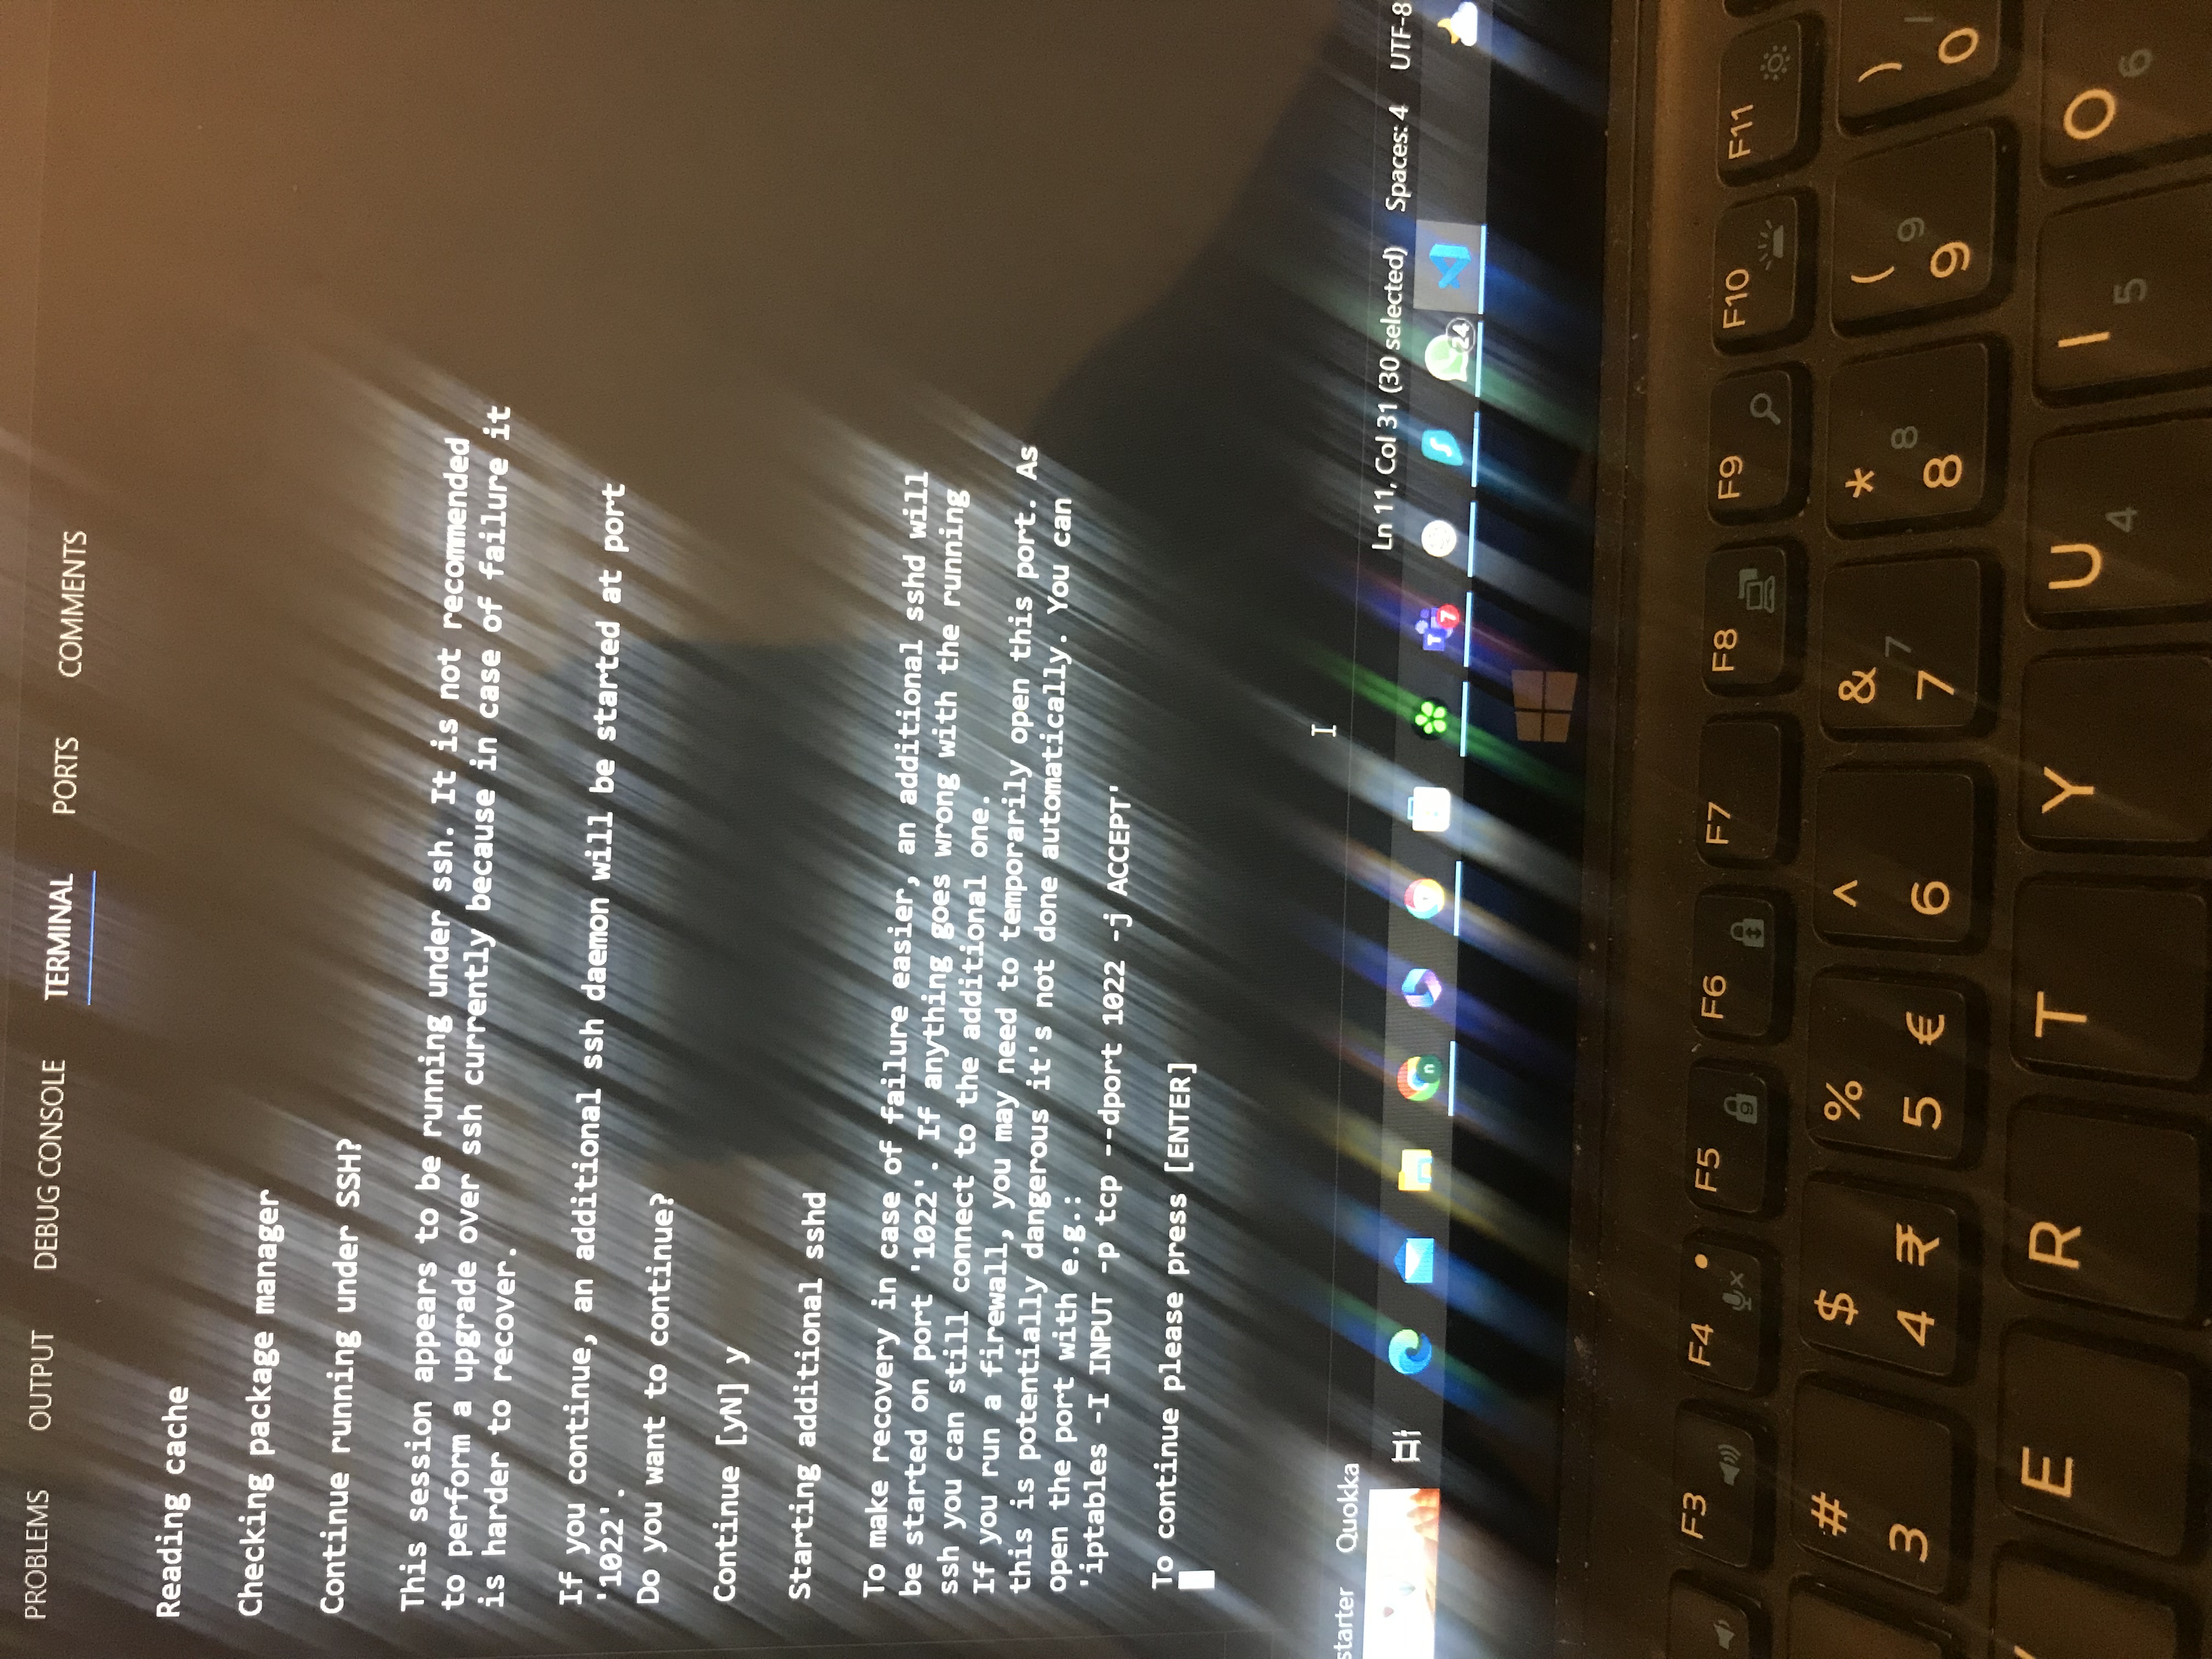 PROBLEMS OUTPUT DEBUG CONSOLE TERMINAL PORTS COMMENTS
Reading cache
Checking package manager
Continue running under SSH?
This session appears to be running under ssh. It is not recommended
to perform a upgrade over ssh currently because in case of failure it
is harder to recover.
If you continue, an additional ssh daemon will be started at port
'1022'.
Do you want to continue?
Continue [yN] y
Starting additional sshd
To make recovery in case of failure easier, an additional sshd will
be started on port '1022'. If anything goes wrong with the running
ssh you can still connect to the additional one.
If you run a firewall, you may need to temporarily open this port. As
this is potentially dangerous it's not done automatically. You can
open the port with e.g.:
'iptables -I INPUT -p tcp --dport 1022 -j ACCEPT'
To continue please press [ENTER]
starter Quokka Ln 11, Col 31 (30 selected) Spaces: 4 UTF-8
n 7 24
F3 F4 F5 F6 F7 F8 F9 F10 F11
# $ % ^ & * ( )
3 4 ₹ 5 € 6 7 7 8 8 9 9 0
E R T Y U 4 I 5 O 6